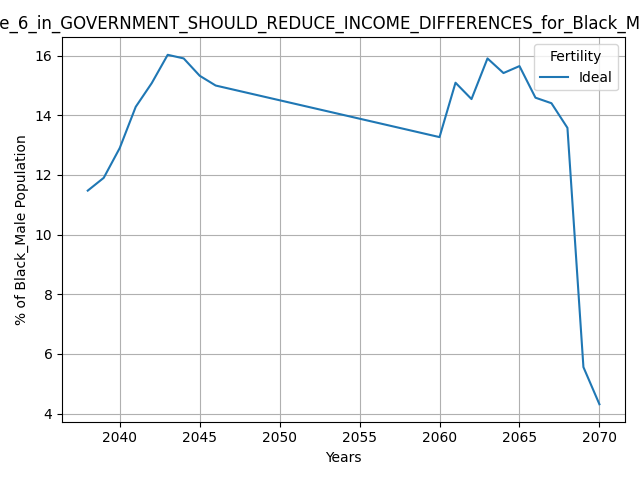 e_6_in_GOVERNMENT_SHOULD_REDUCE_INCOME_DIFFERENCES_for_Black_M
Fertility
Ideal
16
14
12
10
8
6
4
% of Black_Male Population
2040 2045 2050 2055 2060 2065 2070
Years